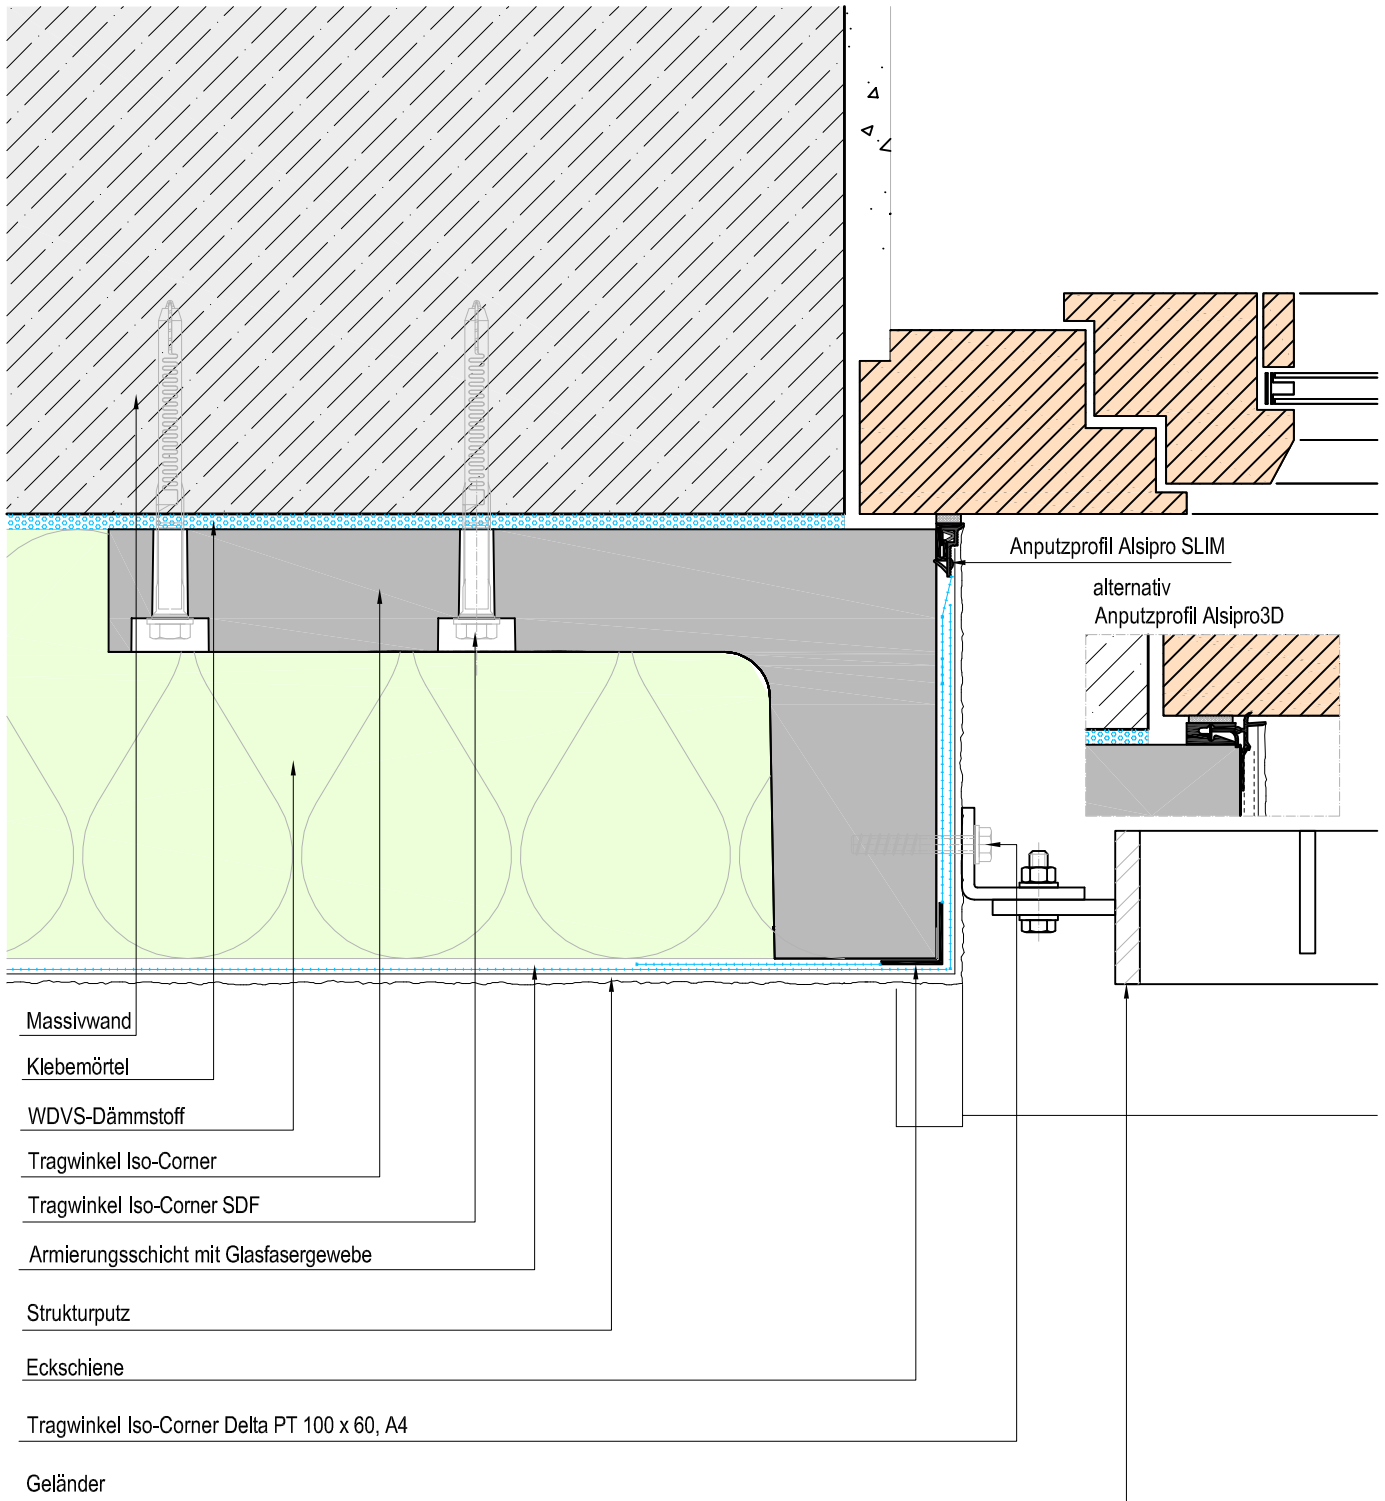 Anputzprofil Alsipro SLIM
alternativ
Anputzprofil Alsipro3D
Massivwand
Klebemörtel
WDVS-Dämmstoff
Tragwinkel Iso-Corner
Tragwinkel Iso-Corner SDF
Armierungsschicht mit Glasfasergewebe
Strukturputz
Eckschiene
Tragwinkel Iso-Corner Delta PT 100 x 60, A4
Geländer